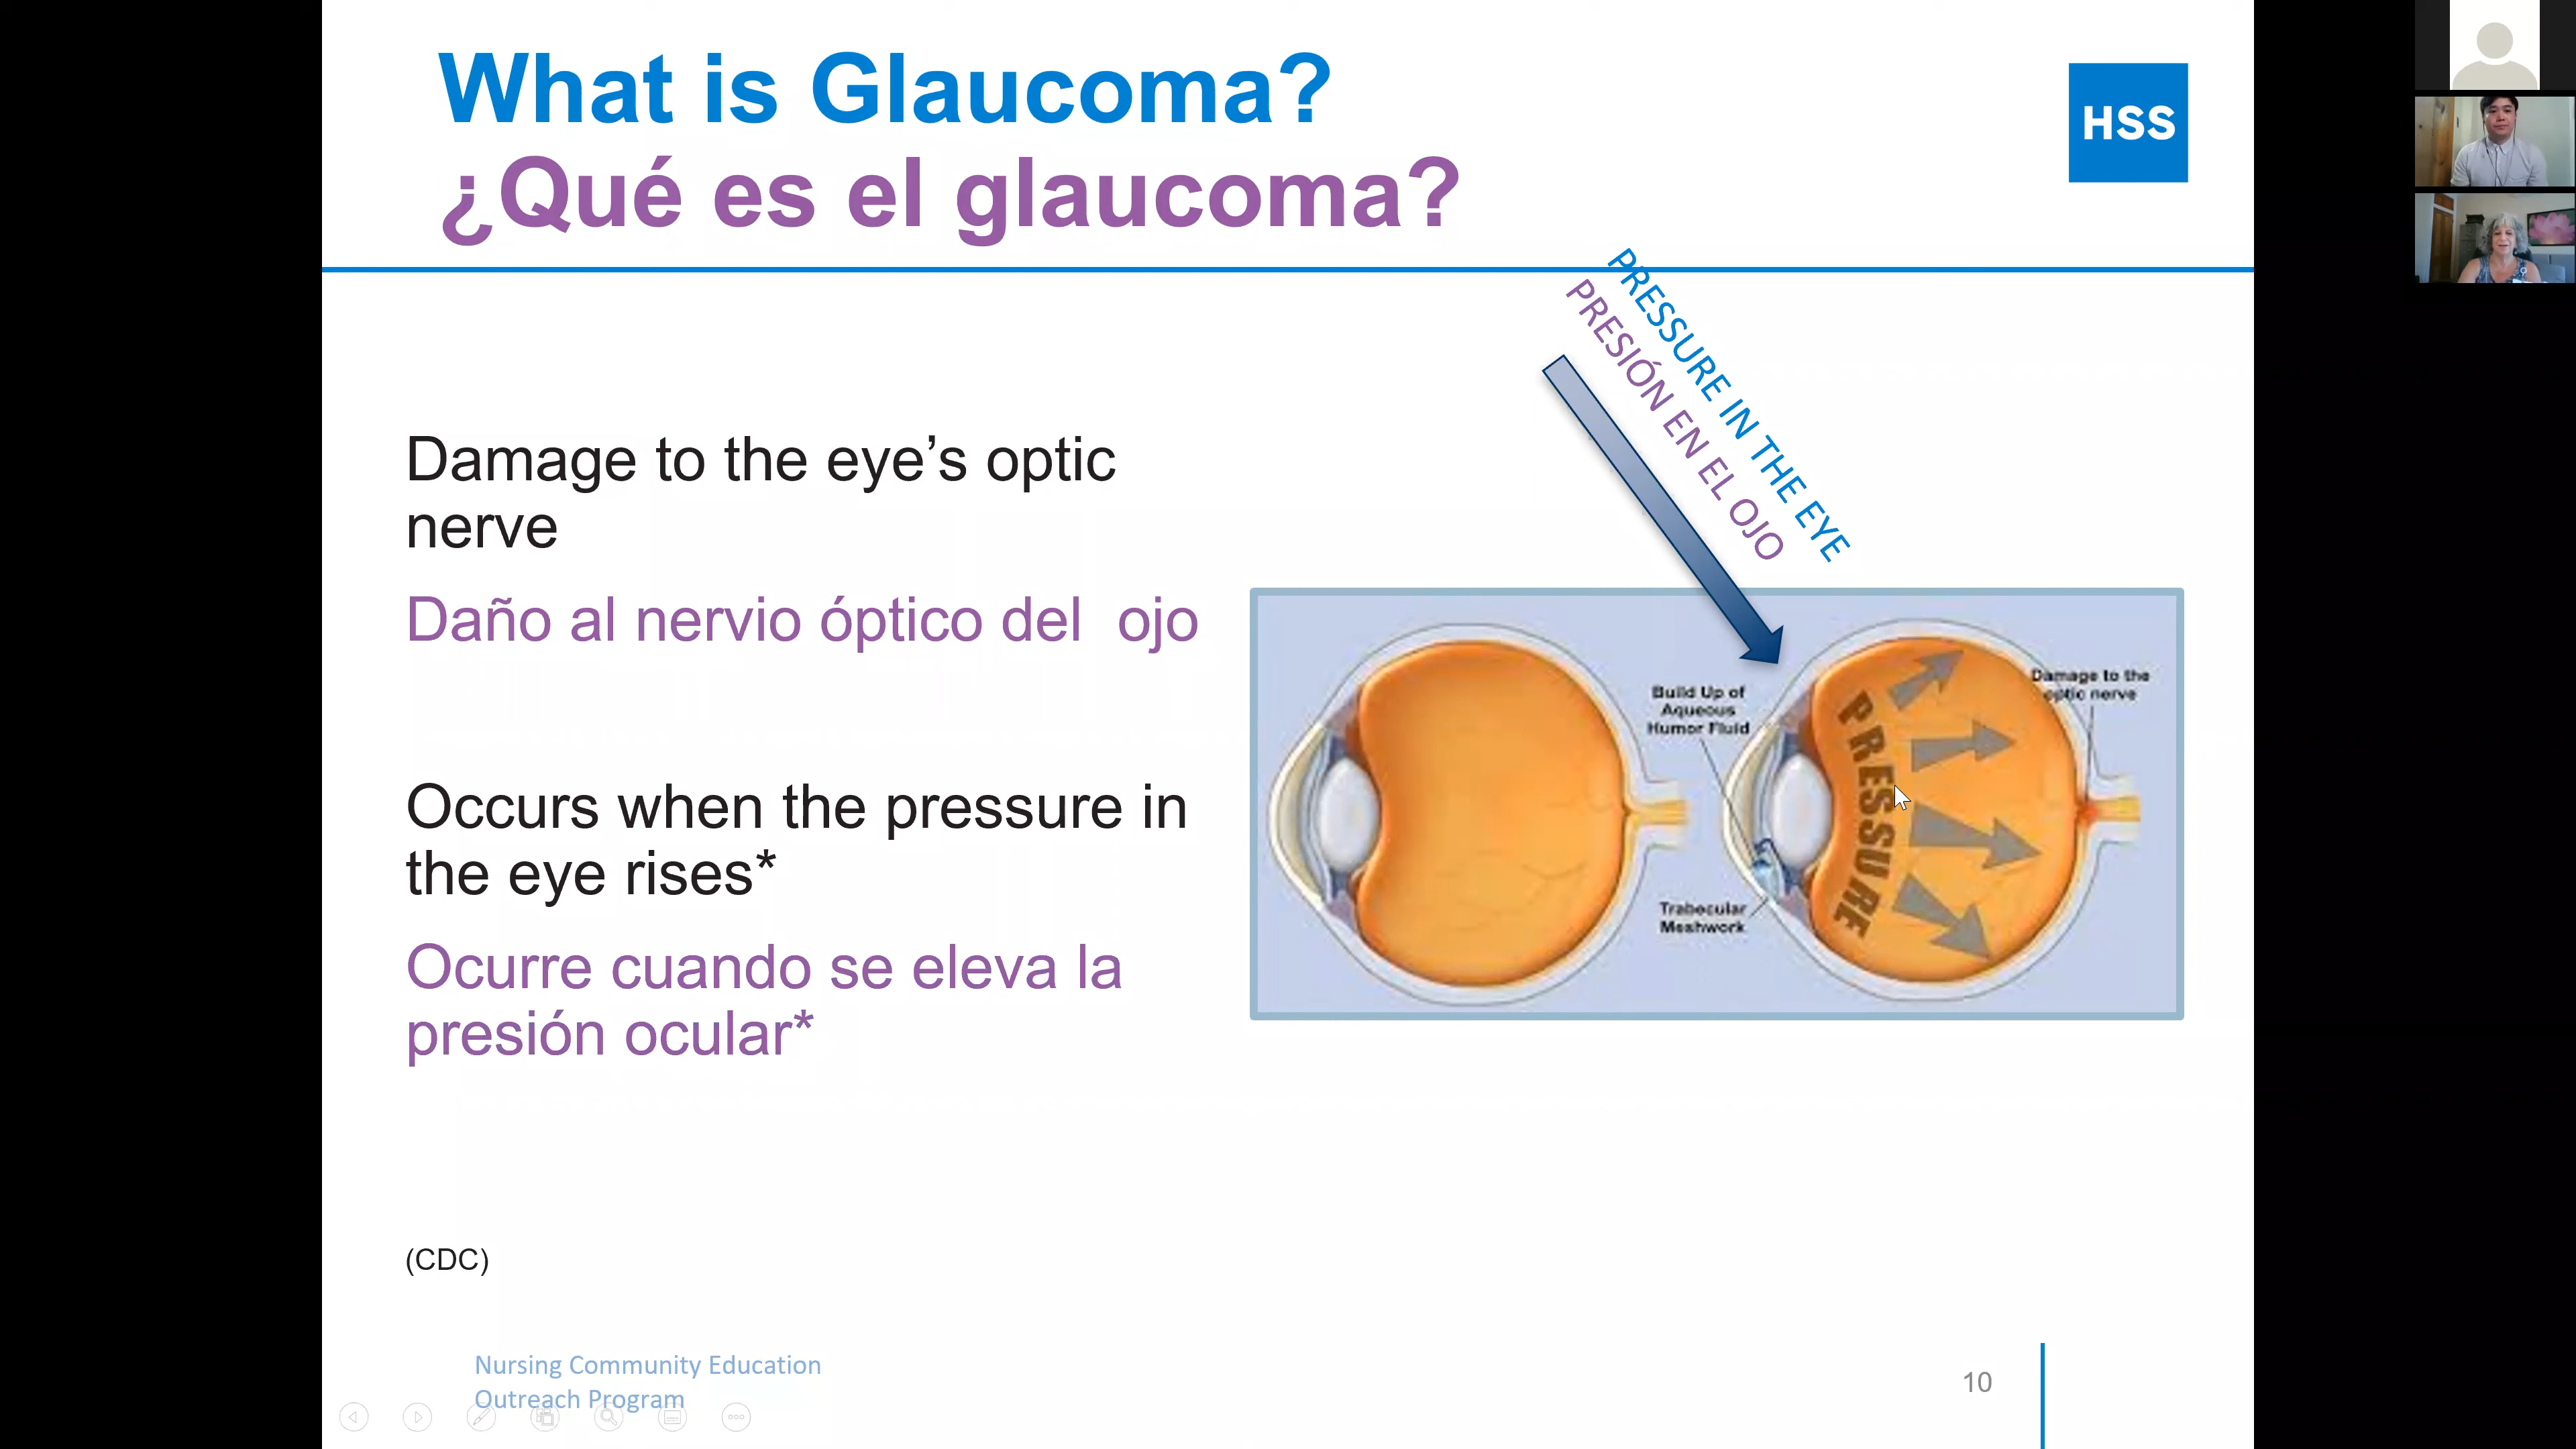 What is Glaucoma?
¿Qué es el glaucoma?
HSS
PRESSURE IN THE EYE
PRESIÓN EN EL OJO
Damage to the eye’s optic
nerve
Daño al nervio óptico del  ojo
Occurs when the pressure in
the eye rises*
Ocurre cuando se eleva la
presión ocular*
Build Up of
Aqueous
Humor Fluid
Trabecular
Meshwork
PRESSURE
Damage to the
optic nerve
(CDC)
Nursing Community Education
Outreach Program
10